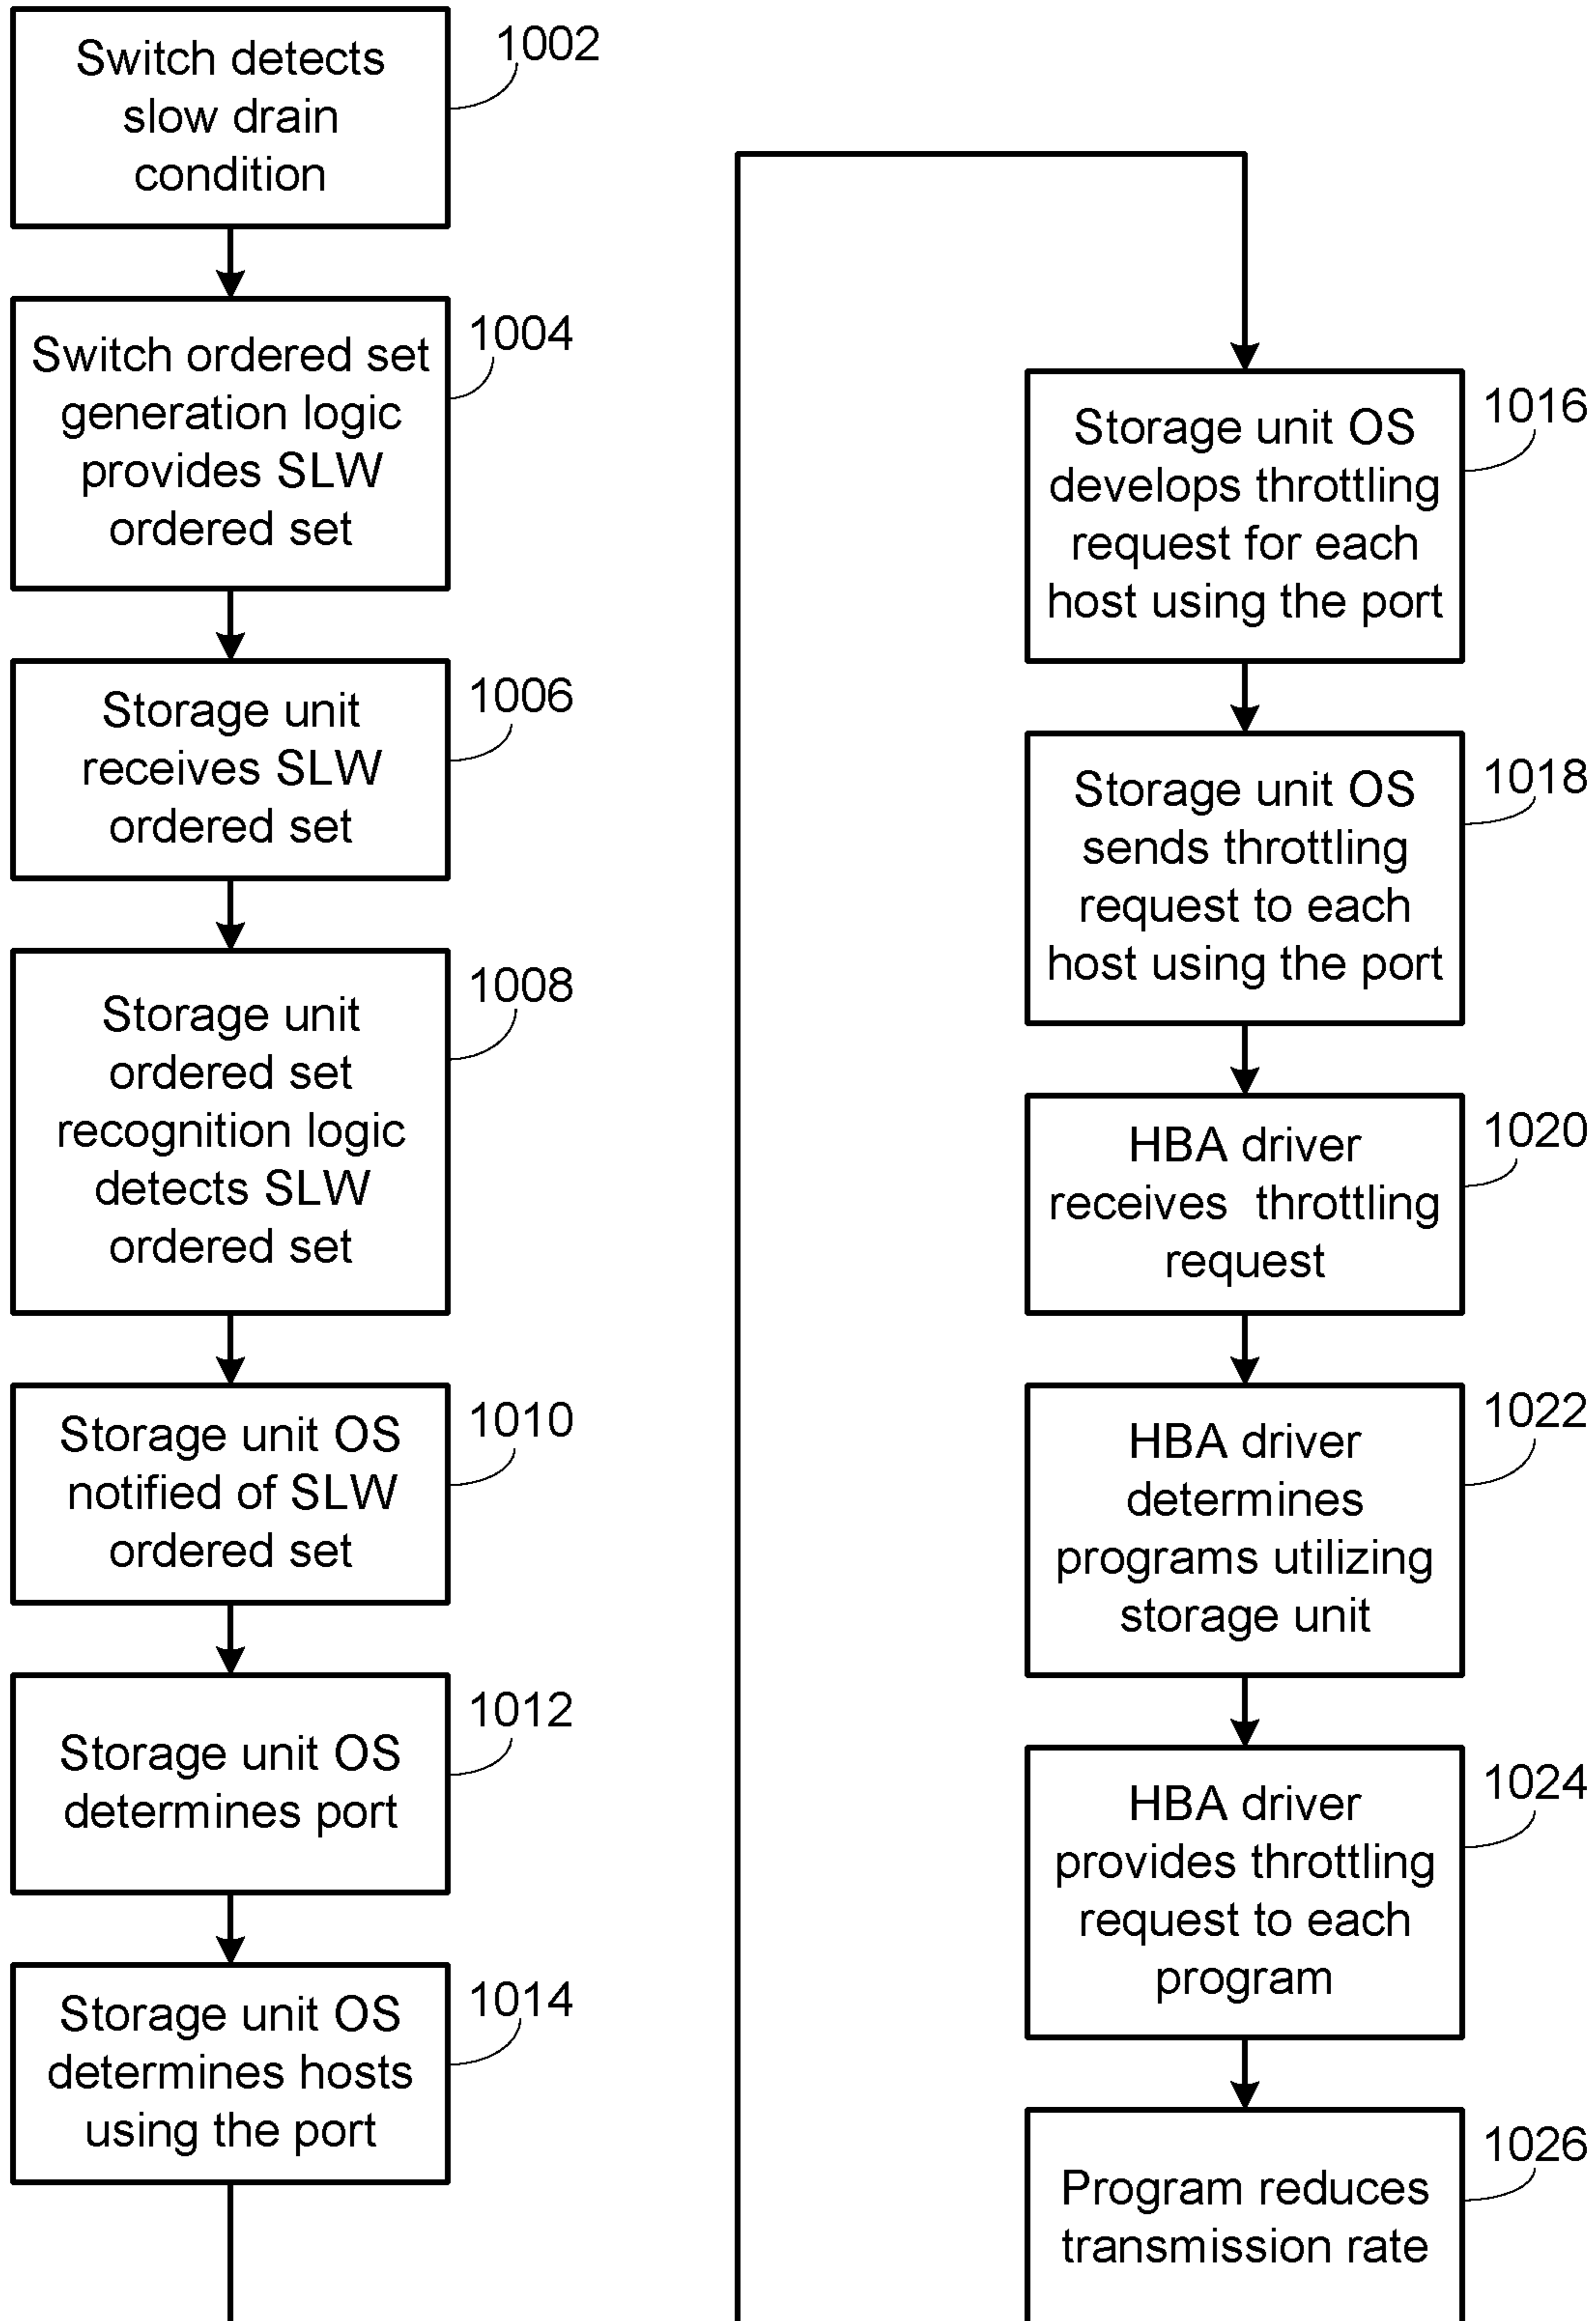 Switch detects
slow drain
condition
1002
Switch ordered set
generation logic
provides SLW
ordered set
1004
Storage unit
receives SLW
ordered set
1006
Storage unit
ordered set
recognition logic
detects SLW
ordered set
1008
Storage unit OS
notified of SLW
ordered set
1010
Storage unit OS
determines port
1012
Storage unit OS
determines hosts
using the port
1014
Storage unit OS
develops throttling
request for each
host using the port
1016
Storage unit OS
sends throttling
request to each
host using the port
1018
HBA driver
receives throttling
request
1020
HBA driver
determines
programs utilizing
storage unit
1022
HBA driver
provides throttling
request to each
program
1024
Program reduces
transmission rate
1026